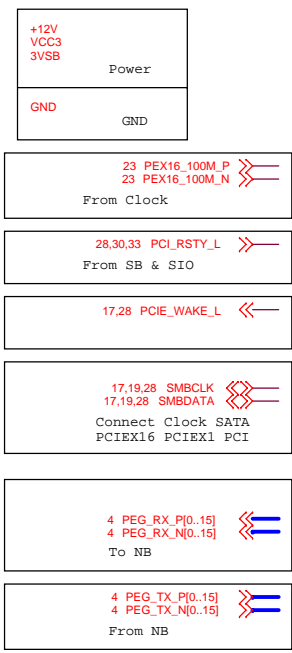 +12V
VCC3
3VSB
Power
GND
GND
23 PEX16_100M_P
23 PEX16_100M_N
From Clock
28,30,33 PCI_RSTY_L
From SB & SIO
17,28 PCIE_WAKE_L
17,19,28 SMBCLK
17,19,28 SMBDATA
Connect Clock SATA
PCIEX16 PCIEX1 PCI
4 PEG_RX_P[0..15]
4 PEG_RX_N[0..15]
To NB
4 PEG_TX_P[0..15]
4 PEG_TX_N[0..15]
From NB